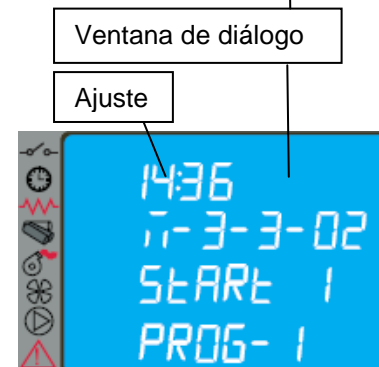 Ventana de diálogo
Ajuste
14:36
n-3-3-02
StARt 1
PROG-1